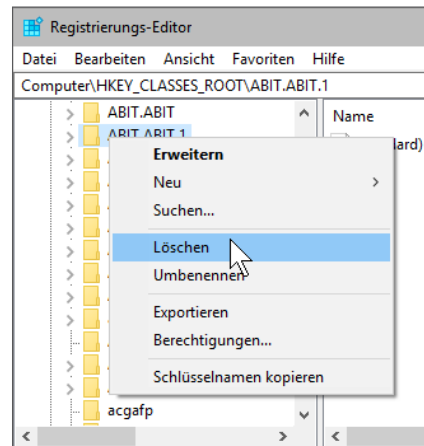 Registrierungs-Editor
Datei Bearbeiten Ansicht Favoriten Hilfe
Computer\HKEY_CLASSES_ROOT\ABIT.ABIT.1
ABIT.ABIT
Name
ABIT.ABIT.1
Erweitern
Neu
Suchen...
Löschen
Umbenennen
Exportieren
Berechtigungen...
Schlüsselnamen kopieren
acgafp